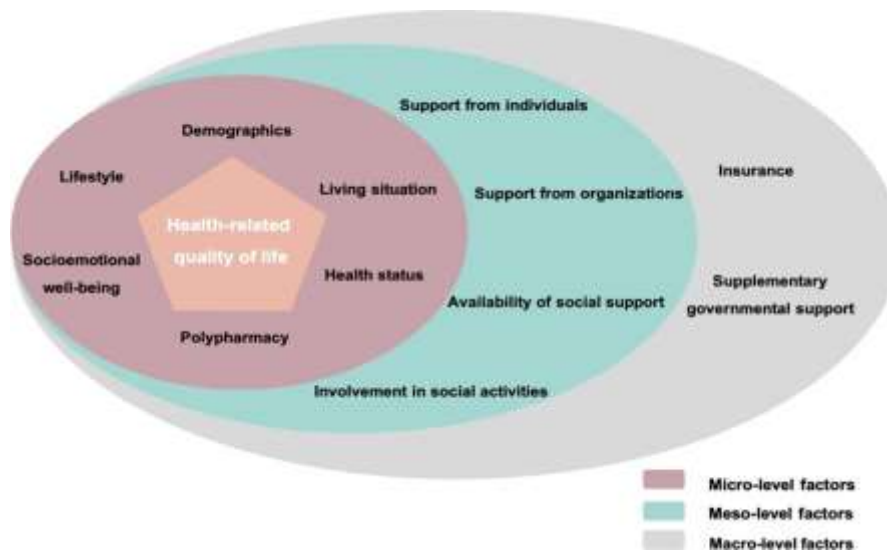 Demographics
Lifestyle
Living situation
Health-related
quality of life
Socioemotional
well-being
Health status
Polypharmacy
Support from individuals
Support from organizations
Availability of social support
Involvement in social activities
Insurance
Supplementary
governmental support
Micro-level factors
Meso-level factors
Macro-level factors